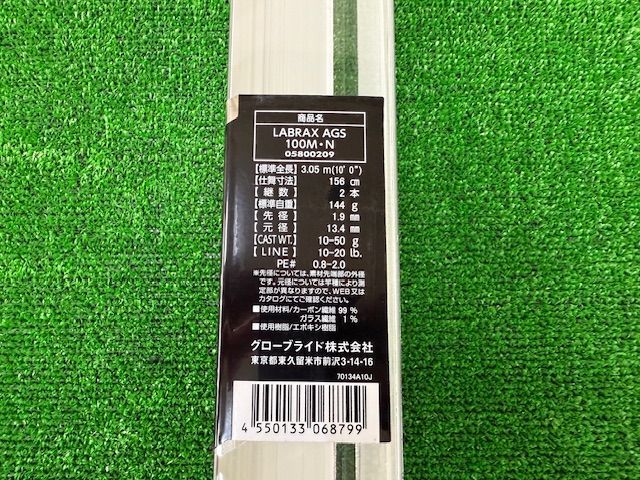 商品名
LABRAX AGS
100M・N
05800209
【標準全長】 3.05 m(10'0")
【仕舞寸法】 156 cm
【継数】 2 本
【標準自重】 144 g
【先径】 1.9 mm
【元径】 13.4 mm
【CAST WT.】 10-50 g
【LINE】 10-20 lb.
PE# 0.8-2.0
※先径については、素材先端部の外径
です。元径については竿種により測
定部が異なりますので、WEB又は
カタログにてご確認ください。
■使用材料/カーボン繊維 99 %
ガラス繊維 1 %
■使用樹脂/エポキシ樹脂
グローブライド株式会社
東京都東久留米市前沢3-14-16
70134A10J
4 550133 068799